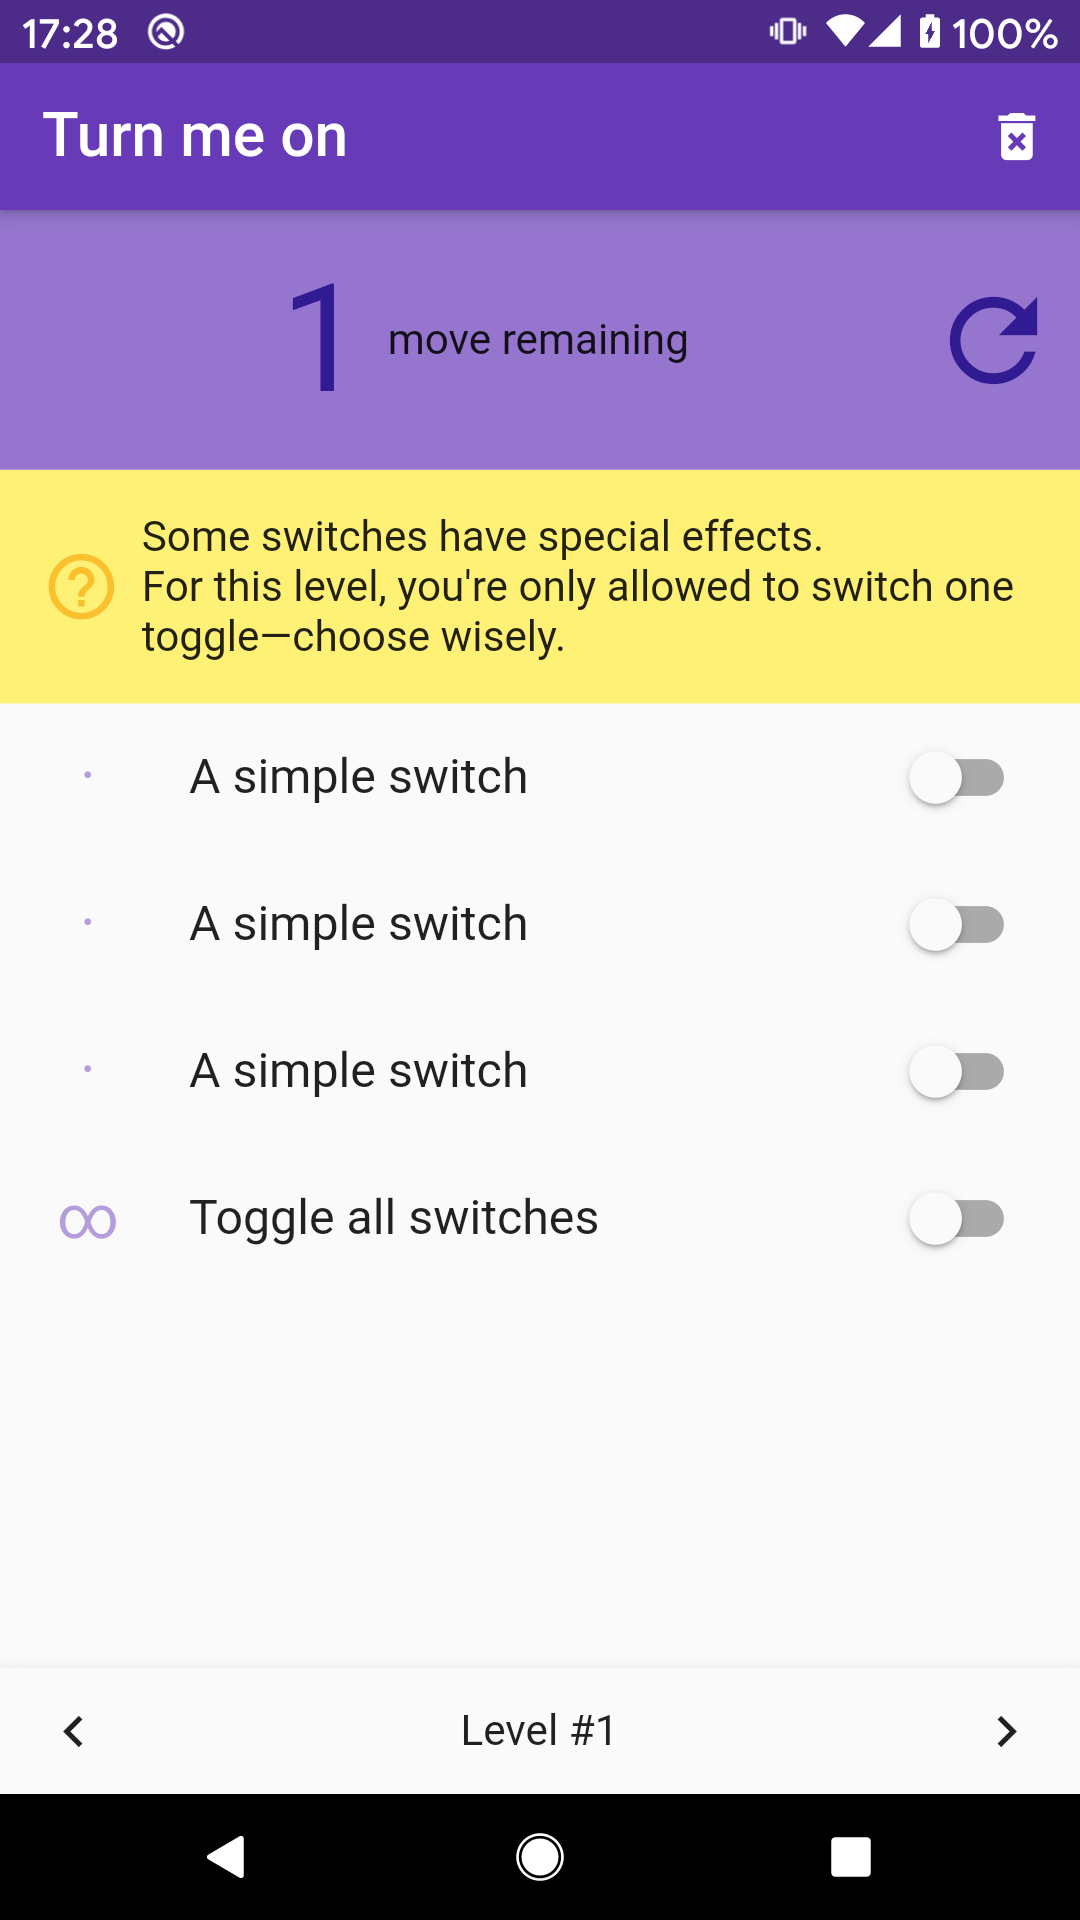 17:28 100%
Turn me on
1 move remaining
Some switches have special effects.
For this level, you're only allowed to switch one
toggle—choose wisely.
A simple switch
A simple switch
A simple switch
∞ Toggle all switches
Level #1